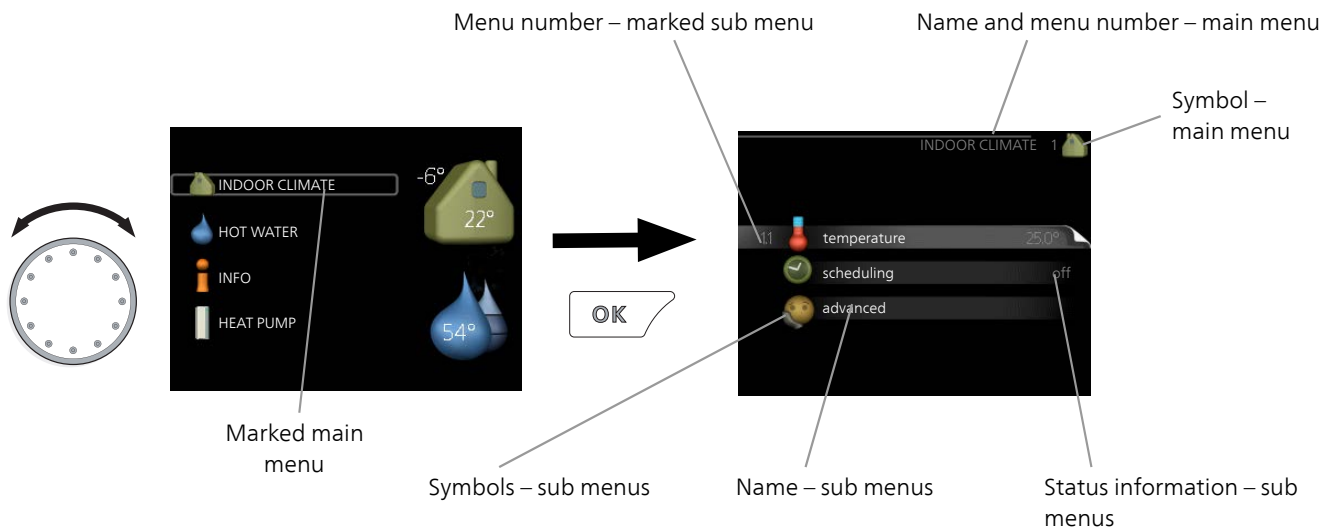 Menu number – marked sub menu
Name and menu number – main menu
Symbol –
main menu
INDOOR CLIMATE
-6°
22°
HOT WATER
INFO
HEAT PUMP
54°
OK
INDOOR CLIMATE 1
1.1 temperature 25.0°
scheduling off
advanced
Marked main
menu
Symbols – sub menus
Name – sub menus
Status information – sub
menus